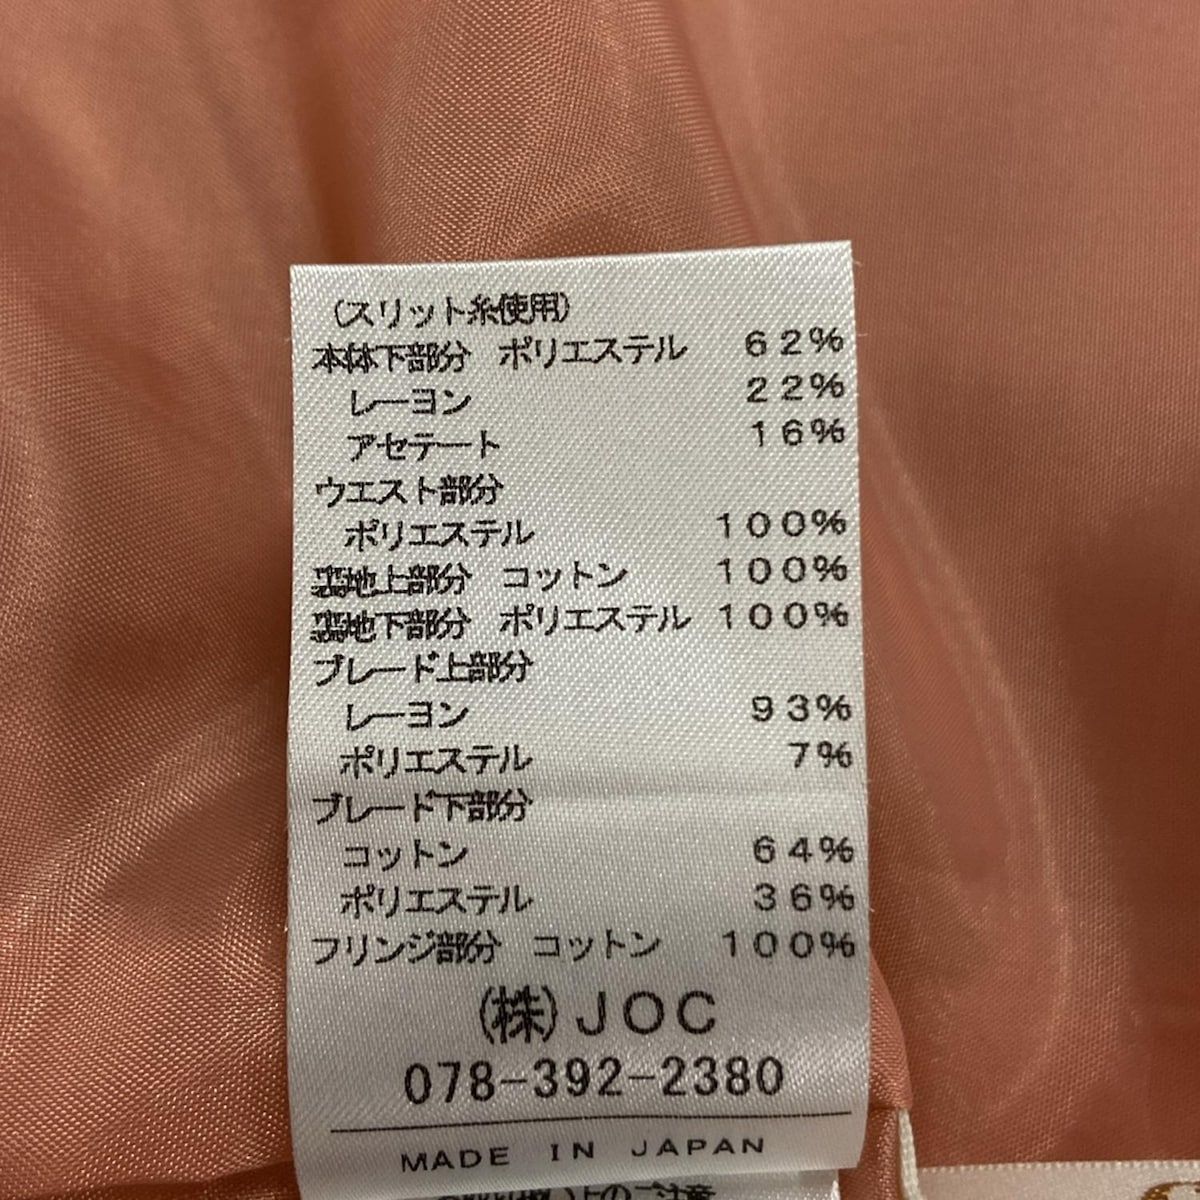 (スリット糸使用)
本体下部分 ポリエステル 62%
レーヨン 22%
アセテート 16%
ウエスト部分
ポリエステル 100%
裏地上部分 コットン 100%
裏地下部分 ポリエステル 100%
ブレード上部分
レーヨン 93%
ポリエステル 7%
ブレード下部分
コットン 64%
ポリエステル 36%
フリンジ部分 コットン 100%
(株)JOC
078-392-2380
MADE IN JAPAN
上のご注意